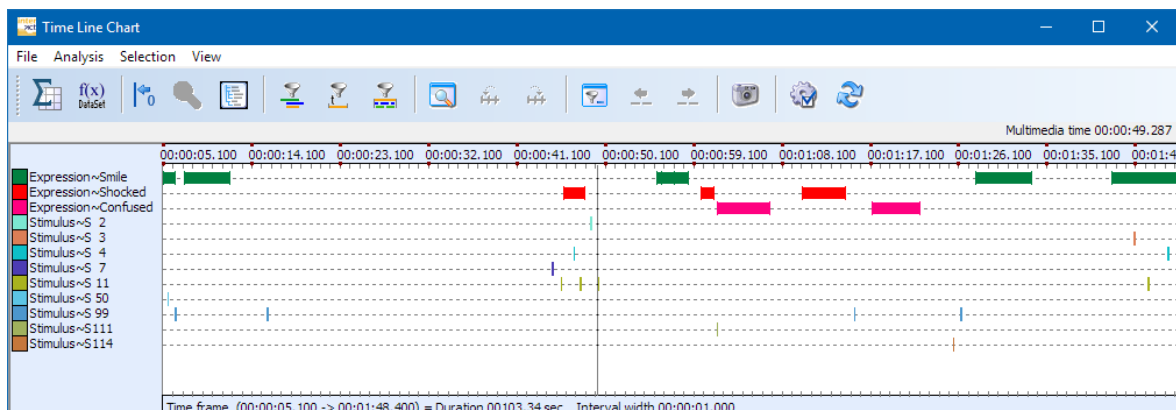 Time Line Chart
File Analysis Selection View
f(x)
DataSet
Multimedia time 00:00:49.287
00:00:05.100 00:00:14.100 00:00:23.100 00:00:32.100 00:00:41.100 00:00:50.100 00:00:59.100 00:01:08.100 00:01:17.100 00:01:26.100 00:01:35.100 00:01:4
Expression~Smile
Expression~Shocked
Expression~Confused
Stimulus~S 2
Stimulus~S 3
Stimulus~S 4
Stimulus~S 7
Stimulus~S 11
Stimulus~S 50
Stimulus~S 99
Stimulus~S111
Stimulus~S114
Time frame (00:00:05.100 -> 00:01:48.400) = Duration 00103.34 sec Interval width 00:00:01.000